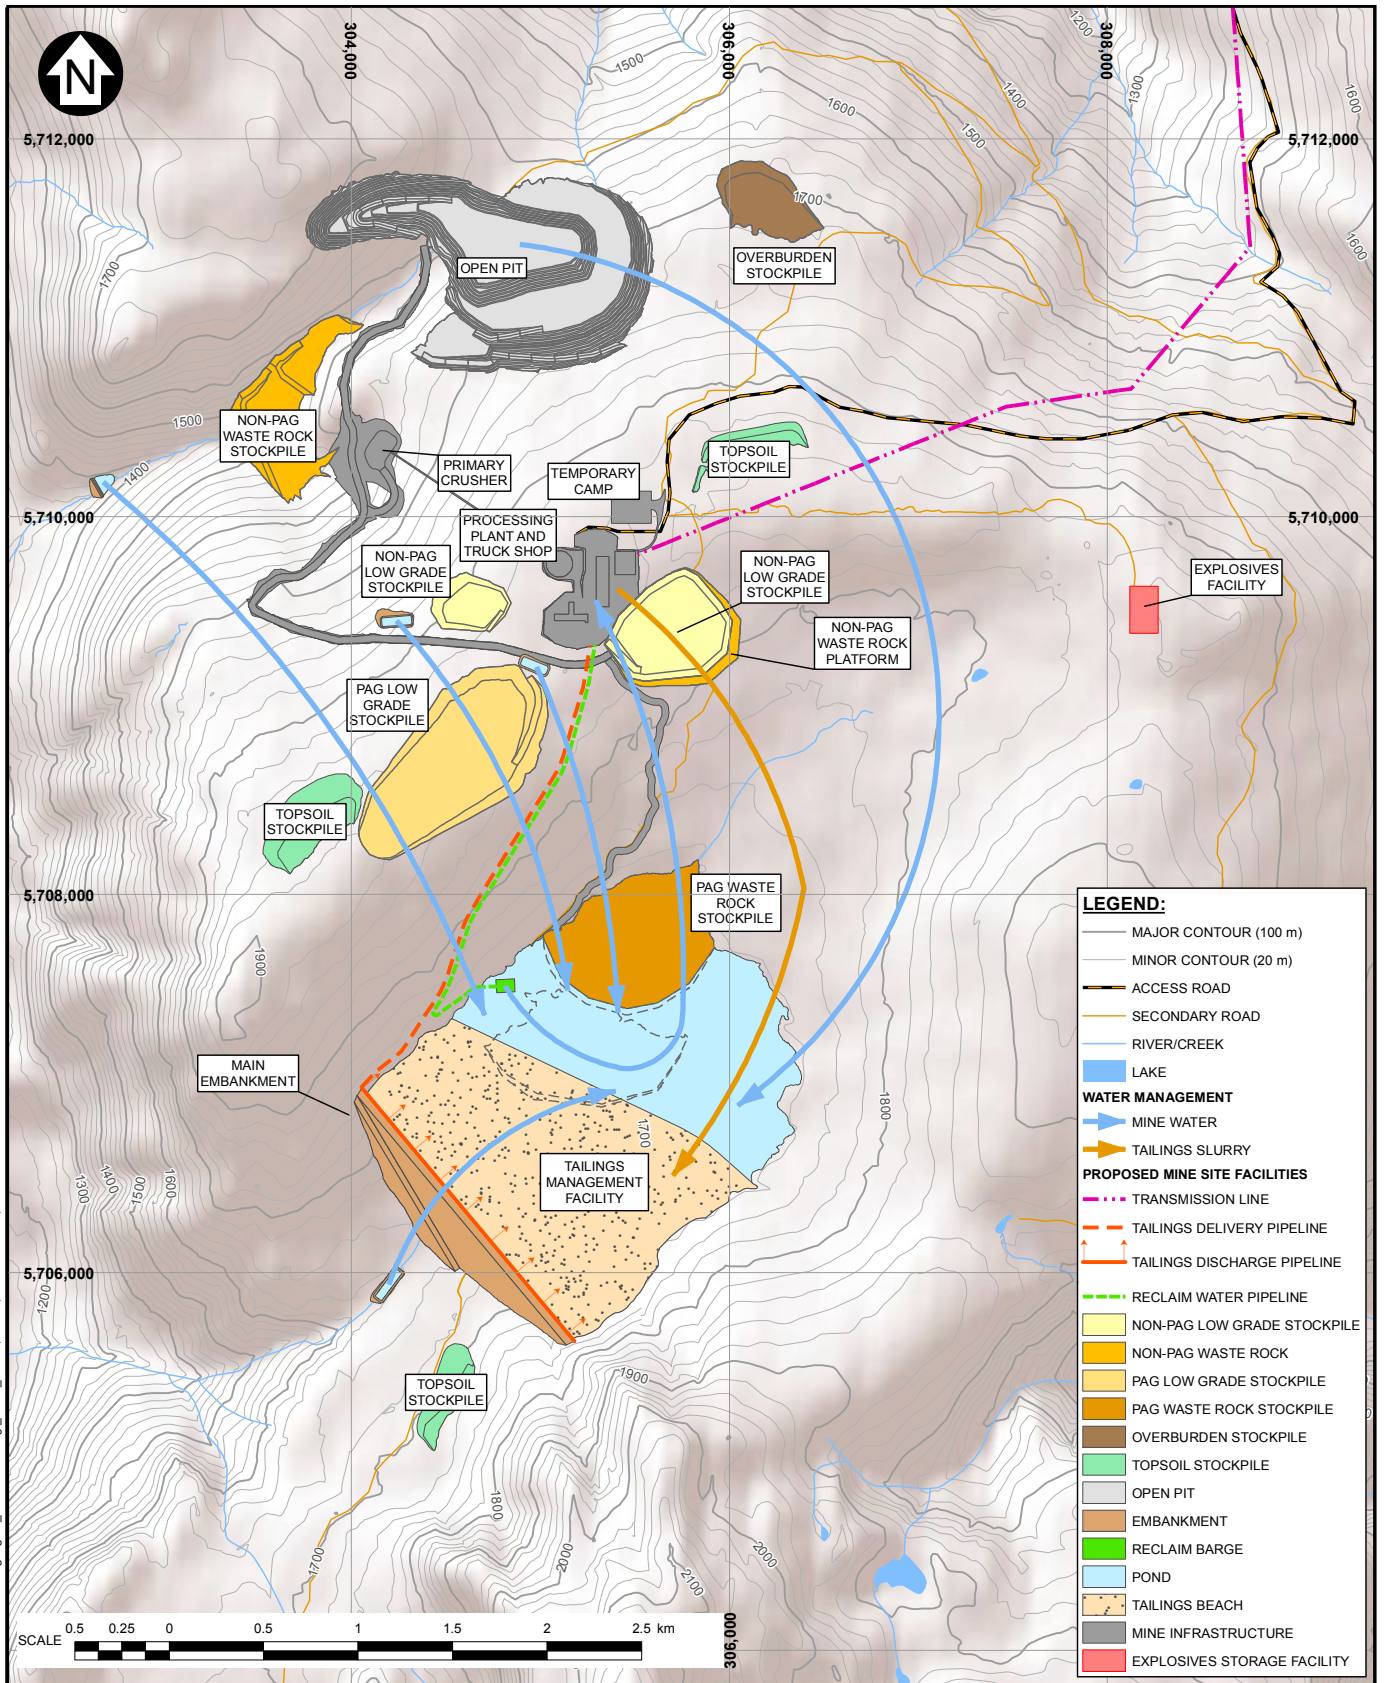 N
304,000
306,000
308,000
1200
1500
1600
1400
1500
1300
1600
5,712,000
5,712,000
1700
1700
1600
OPEN PIT
OVERBURDEN
STOCKPILE
1500
NON-PAG
WASTE ROCK
STOCKPILE
1400
PRIMARY
CRUSHER
TEMPORARY
CAMP
TOPSOIL
STOCKPILE
5,710,000
5,710,000
PROCESSING
PLANT AND
TRUCK SHOP
NON-PAG
LOW GRADE
STOCKPILE
NON-PAG
LOW GRADE
STOCKPILE
EXPLOSIVES
FACILITY
NON-PAG
WASTE ROCK
PLATFORM
PAG LOW
GRADE
STOCKPILE
TOPSOIL
STOCKPILE
5,708,000
PAG WASTE
ROCK
STOCKPILE
1900
MAIN
EMBANKMENT
1800
1700
TAILINGS
MANAGEMENT
FACILITY
1300
1400
1500
1600
5,706,000
1200
TOPSOIL
STOCKPILE
1900
1800
1700
2000
2100
2000
LEGEND:
MAJOR CONTOUR (100 m)
MINOR CONTOUR (20 m)
ACCESS ROAD
SECONDARY ROAD
RIVER/CREEK
LAKE
WATER MANAGEMENT
MINE WATER
TAILINGS SLURRY
PROPOSED MINE SITE FACILITIES
TRANSMISSION LINE
TAILINGS DELIVERY PIPELINE
TAILINGS DISCHARGE PIPELINE
RECLAIM WATER PIPELINE
NON-PAG LOW GRADE STOCKPILE
NON-PAG WASTE ROCK
PAG LOW GRADE STOCKPILE
PAG WASTE ROCK STOCKPILE
OVERBURDEN STOCKPILE
TOPSOIL STOCKPILE
OPEN PIT
EMBANKMENT
RECLAIM BARGE
POND
TAILINGS BEACH
MINE INFRASTRUCTURE
EXPLOSIVES STORAGE FACILITY
SCALE 0.5 0.25 0 0.5 1 1.5 2 2.5 km
306,000